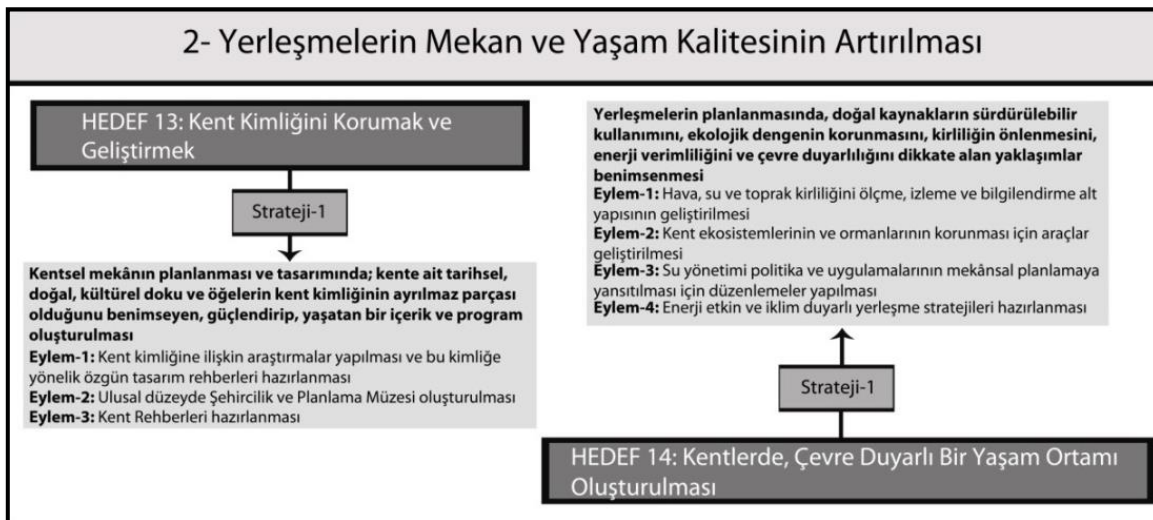 2- Yerleşmelerin Mekan ve Yaşam Kalitesinin Artırılması
HEDEF 13: Kent Kimliğini Korumak ve
Geliştirmek
Strateji-1
Kentsel mekânın planlanması ve tasarımında; kente ait tarihsel,
doğal, kültürel doku ve öğelerin kent kimliğinin ayrılmaz parçası
olduğunu benimseyen, güçlendirip, yaşatan bir içerik ve program
oluşturulması
Eylem-1: Kent kimliğine ilişkin araştırmalar yapılması ve bu kimliğe
yönelik özgün tasarım rehberleri hazırlanması
Eylem-2: Ulusal düzeyde Şehircilik ve Planlama Müzesi oluşturulması
Eylem-3: Kent Rehberleri hazırlanması
Yerleşmelerin planlanmasında, doğal kaynakların sürdürülebilir
kullanımını, ekolojik dengenin korunmasını, kirliliğin önlenmesini,
enerji verimliliğini ve çevre duyarlılığını dikkate alan yaklaşımlar
benimsenmesi
Eylem-1: Hava, su ve toprak kirliliğini ölçme, izleme ve bilgilendirme alt
yapısının geliştirilmesi
Eylem-2: Kent ekosistemlerinin ve ormanlarının korunması için araçlar
geliştirilmesi
Eylem-3: Su yönetimi politika ve uygulamalarının mekânsal planlamaya
yansıtılması için düzenlemeler yapılması
Eylem-4: Enerji etkin ve iklim duyarlı yerleşme stratejileri hazırlanması
Strateji-1
HEDEF 14: Kentlerde, Çevre Duyarlı Bir Yaşam Ortamı
Oluşturulması